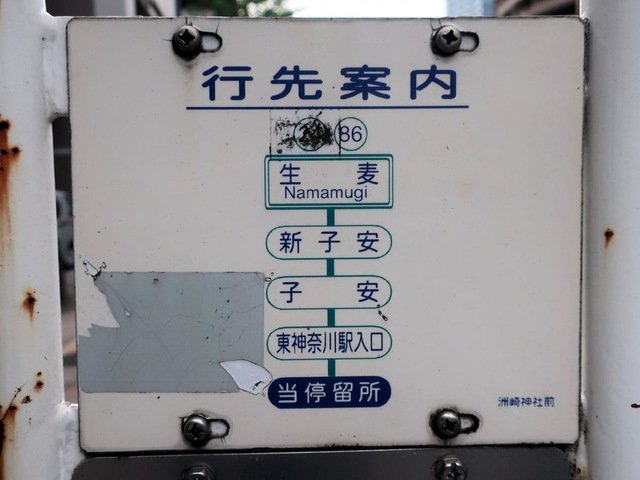 行先案内
86
生麦
Namamugi
新子安
子安
東神奈川駅入口
当停留所
洲崎神社前